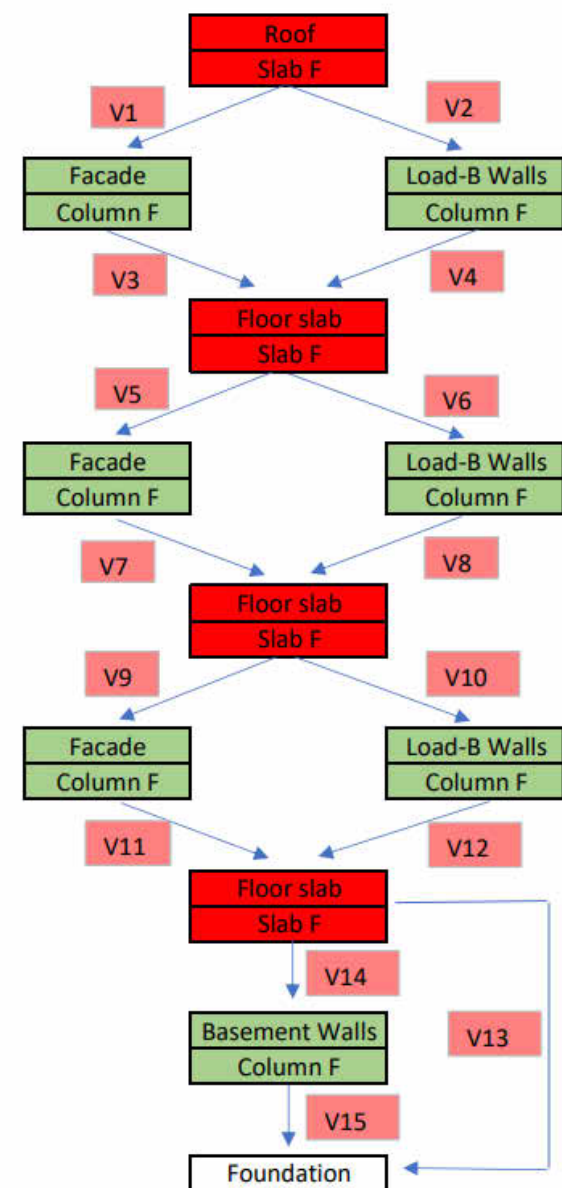 Roof
Slab F
V1
V2
Facade
Column F
Load-B Walls
Column F
V3
V4
Floor slab
Slab F
V5
V6
Facade
Column F
Load-B Walls
Column F
V7
V8
Floor slab
Slab F
V9
V10
Facade
Column F
Load-B Walls
Column F
V11
V12
Floor slab
Slab F
V14
Basement Walls
Column F
V13
V15
Foundation